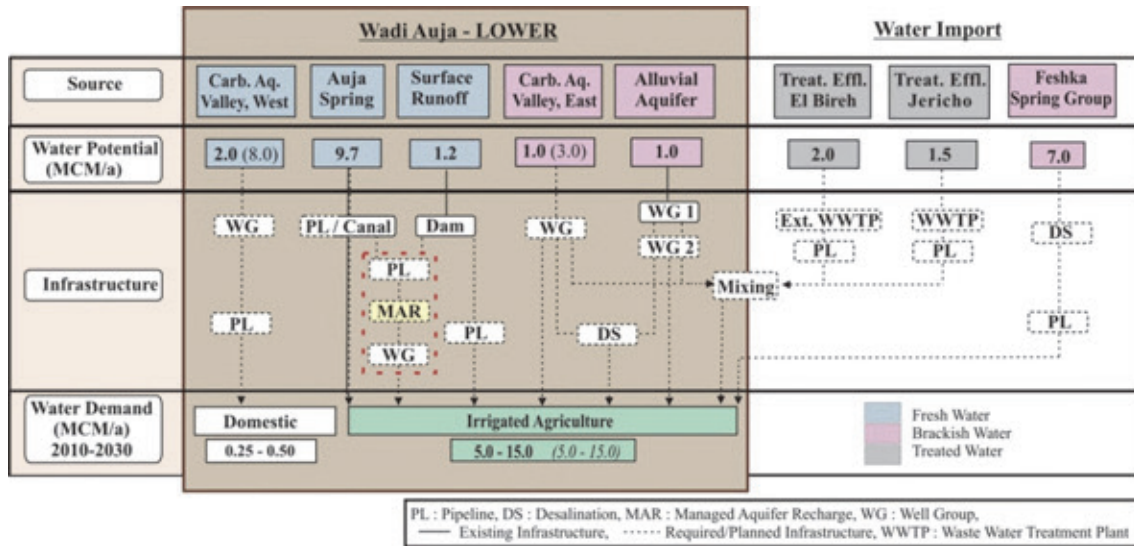 Wadi Auja - LOWER
Water Import
Source
Carb. Aq.
Valley, West
Auja
Spring
Surface
Runoff
Carb. Aq.
Valley, East
Alluvial
Aquifer
Treat. Effl.
El Bireh
Treat. Effl.
Jericho
Feshka
Spring Group
Water Potential
(MCM/a)
2.0 (8.0)
9.7
1.2
1.0 (3.0)
1.0
2.0
1.5
7.0
Infrastructure
WG
PL / Canal
Dam
WG
WG 1
WG 2
Ext. WWTP
WWTP
DS
PL
PL
PL
Mixing
MAR
PL
PL
DS
PL
WG
Water Demand
(MCM/a)
2010-2030
Domestic
Irrigated Agriculture
0.25 - 0.50
5.0 - 15.0 (5.0 - 15.0)
Fresh Water
Brackish Water
Treated Water
PL : Pipeline, DS : Desalination, MAR : Managed Aquifer Recharge, WG : Well Group,
Existing Infrastructure, Required/Planned Infrastructure, WWTP : Waste Water Treatment Plant